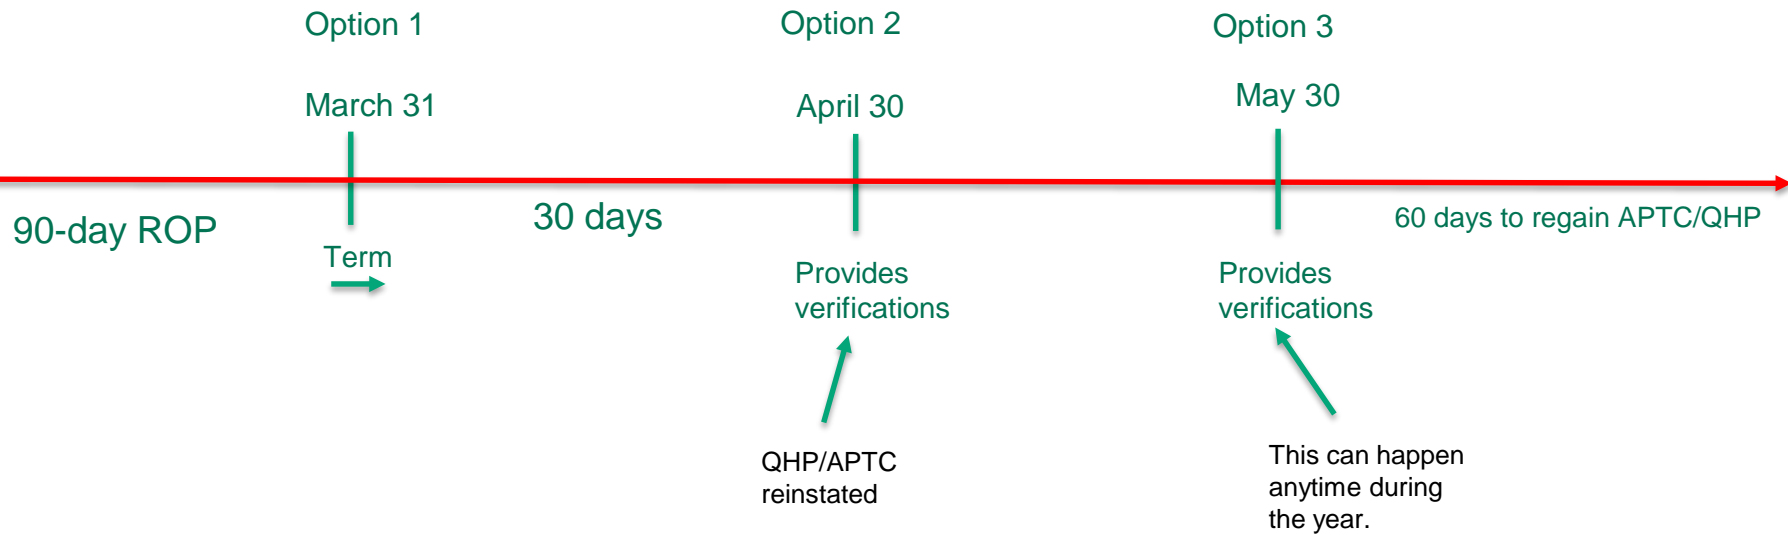 Option 1
Option 2
Option 3
March 31
April 30
May 30
90-day ROP
30 days
60 days to regain APTC/QHP
Term
Provides
verifications
Provides
verifications
QHP/APTC
reinstated
This can happen
anytime during
the year.